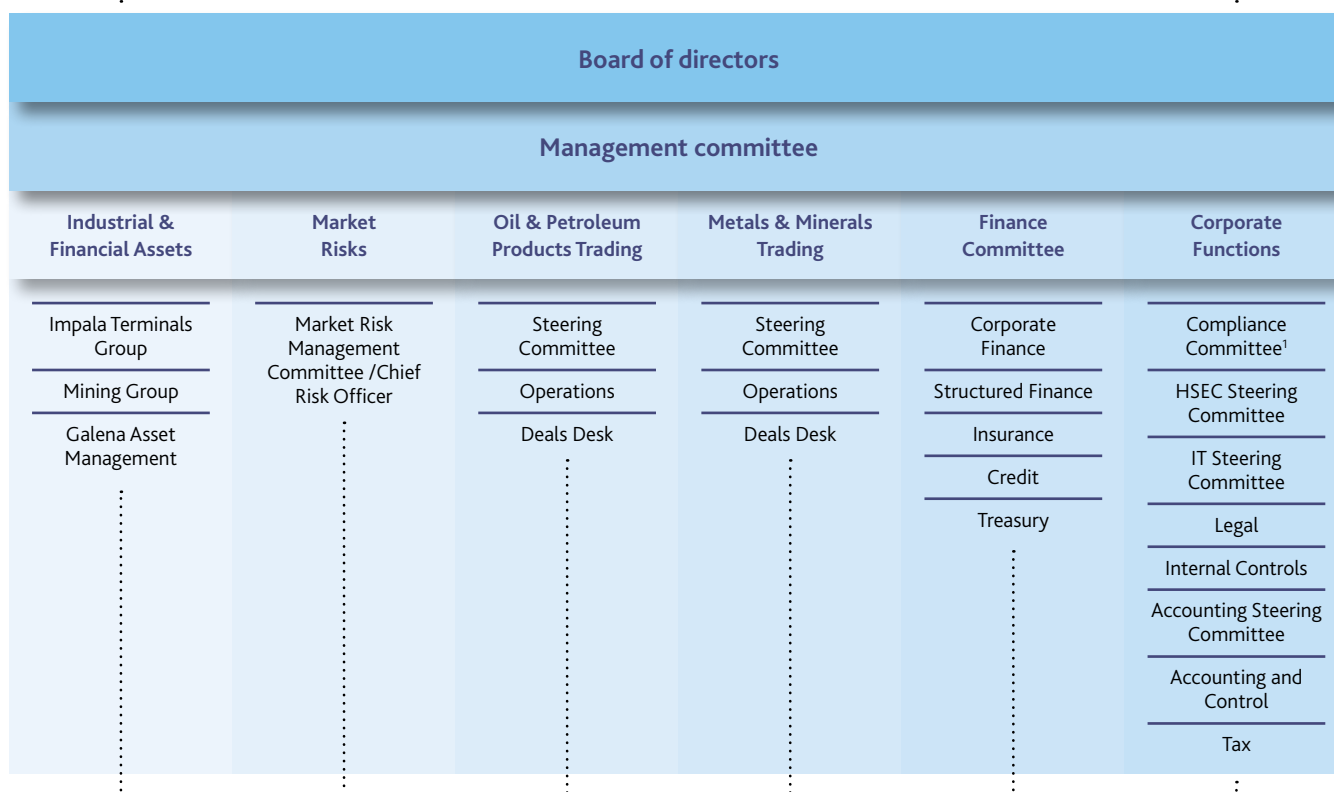 Board of directors
Management committee
Industrial &
Financial Assets
Market
Risks
Oil & Petroleum
Products Trading
Metals & Minerals
Trading
Finance
Committee
Corporate
Functions
Impala Terminals
Group
Mining Group
Galena Asset
Management
Market Risk
Management
Committee /Chief
Risk Officer
Steering
Committee
Operations
Deals Desk
Steering
Committee
Operations
Deals Desk
Corporate
Finance
Structured Finance
Insurance
Credit
Treasury
Compliance
Committee¹
HSEC Steering
Committee
IT Steering
Committee
Legal
Internal Controls
Accounting Steering
Committee
Accounting and
Control
Tax